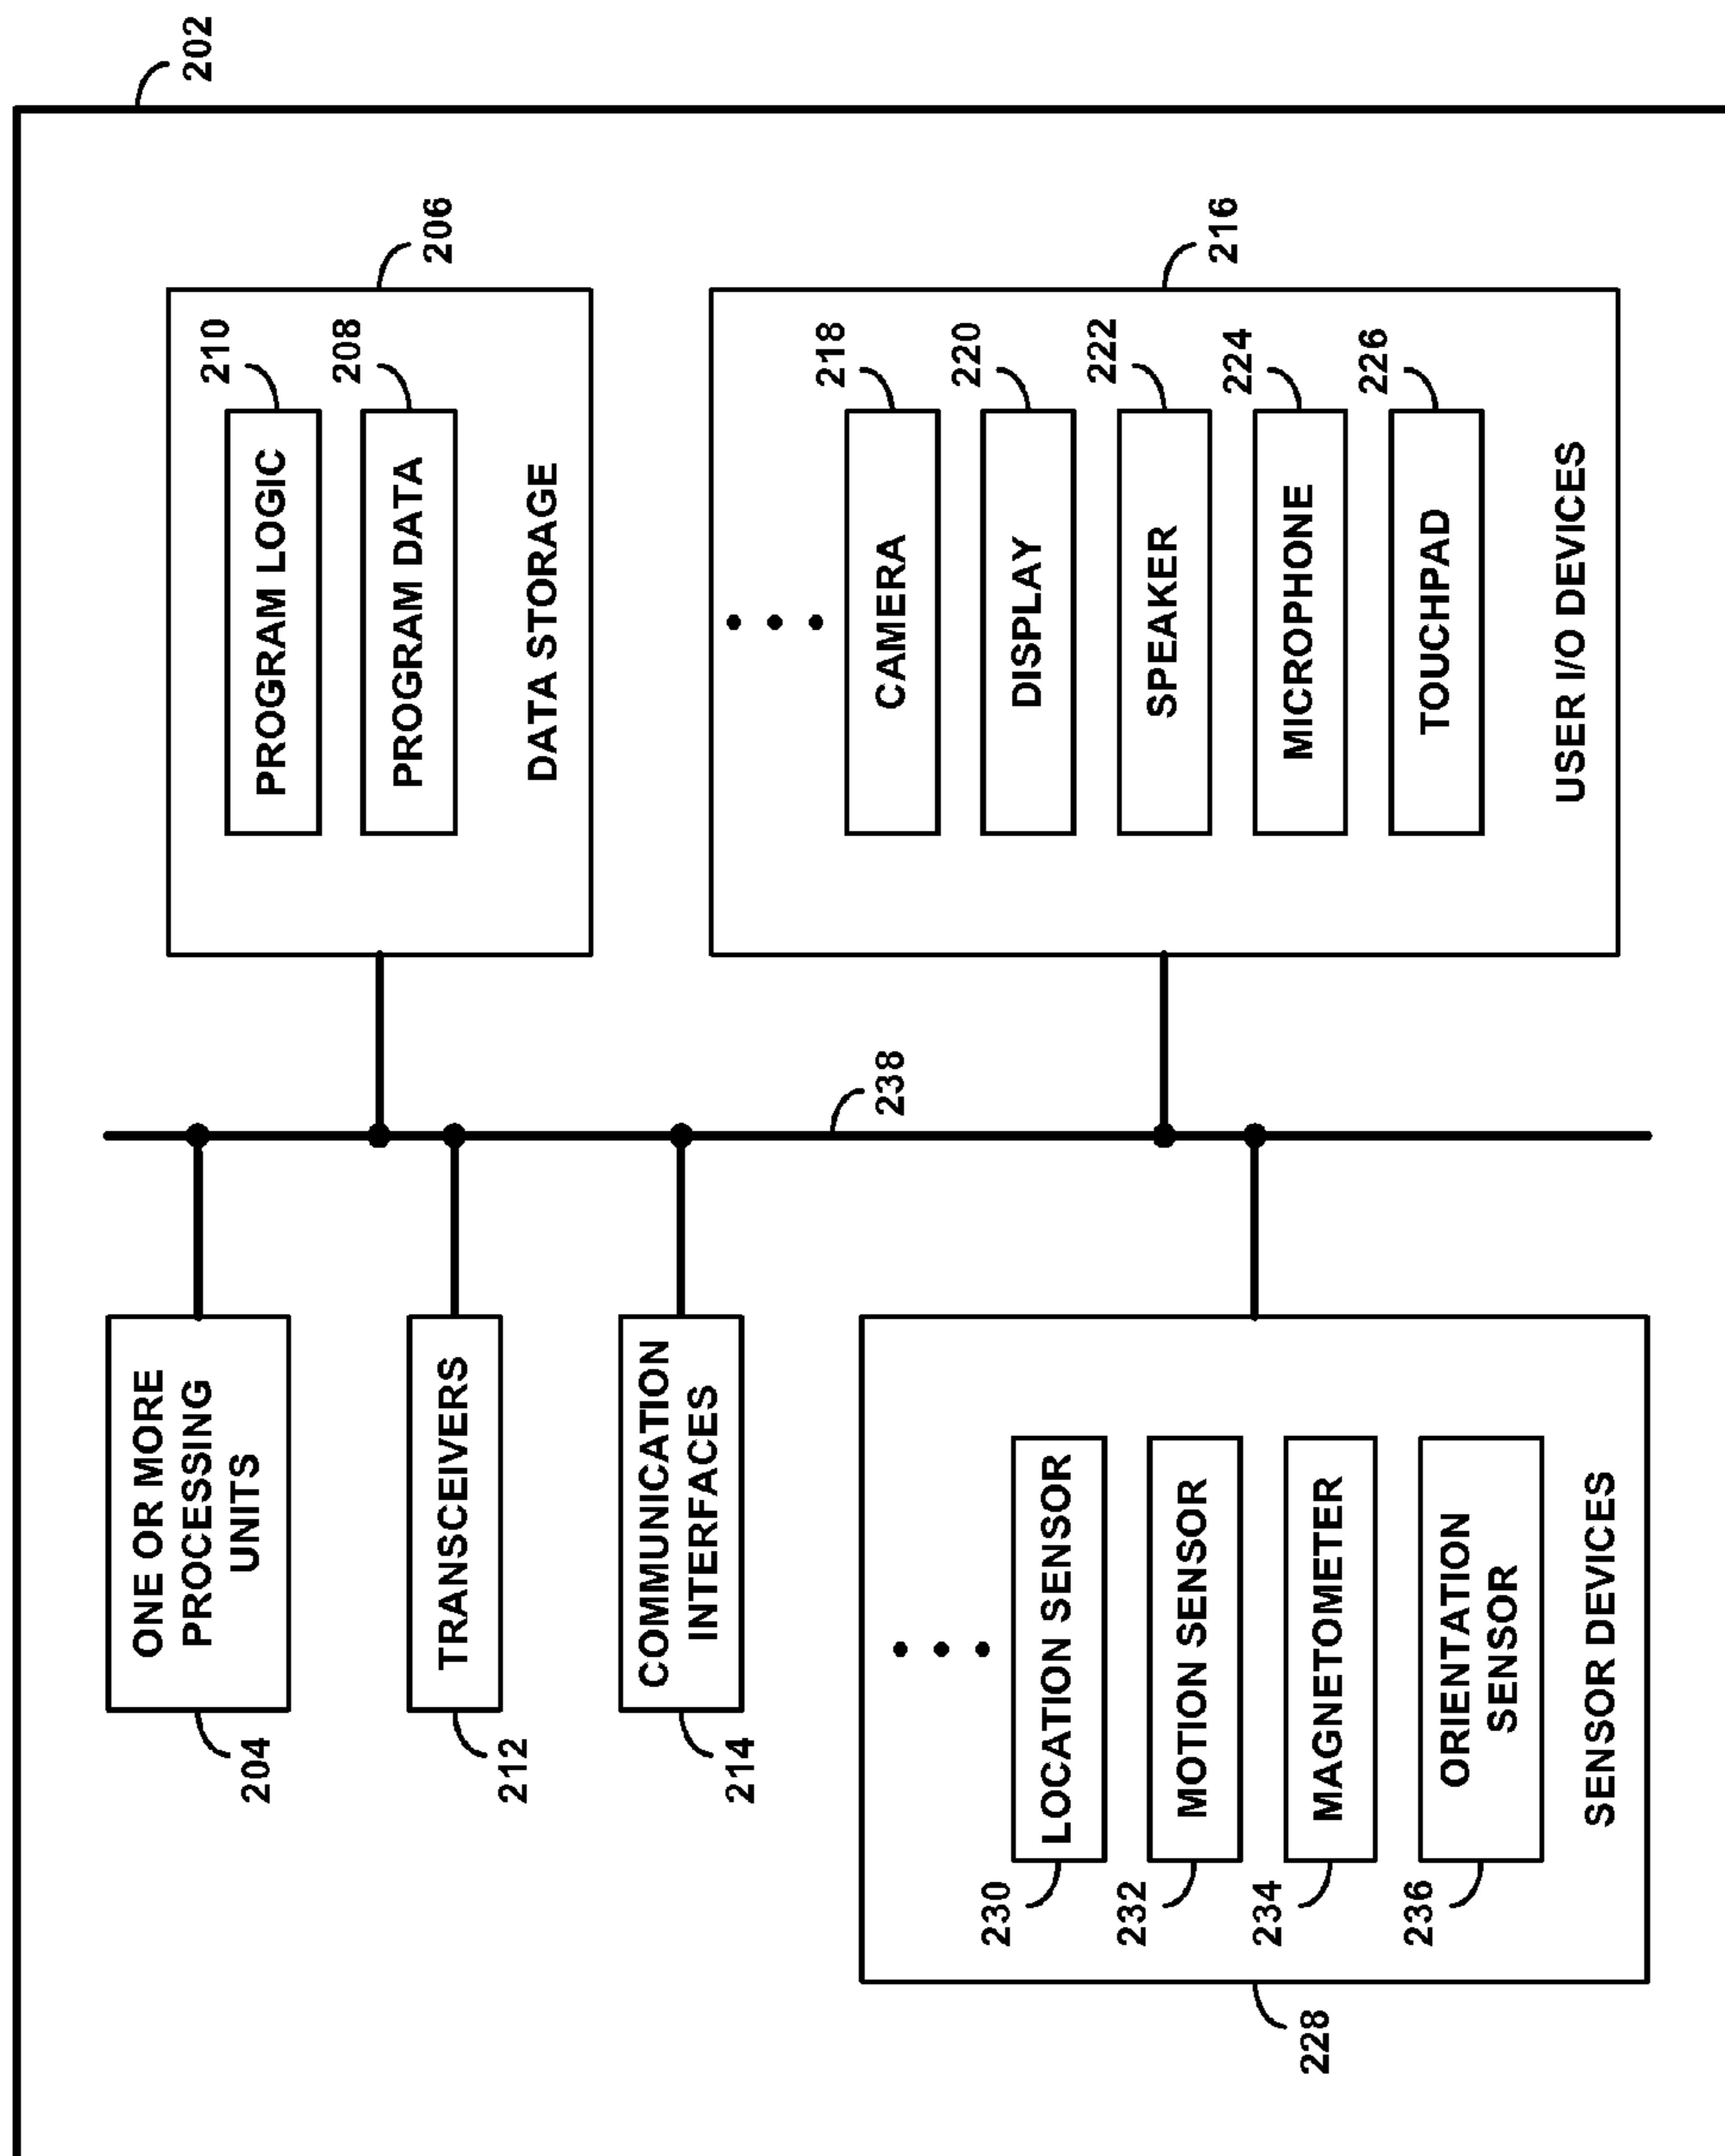 202
206
210
PROGRAM LOGIC
208
PROGRAM DATA
DATA STORAGE
216
218
CAMERA
220
DISPLAY
222
SPEAKER
224
MICROPHONE
226
TOUCHPAD
USER I/O DEVICES
238
ONE OR MORE
PROCESSING
UNITS
204
TRANSCEIVERS
212
COMMUNICATION
INTERFACES
214
LOCATION SENSOR
230
MOTION SENSOR
232
MAGNETOMETER
234
ORIENTATION
SENSOR
236
SENSOR DEVICES
228